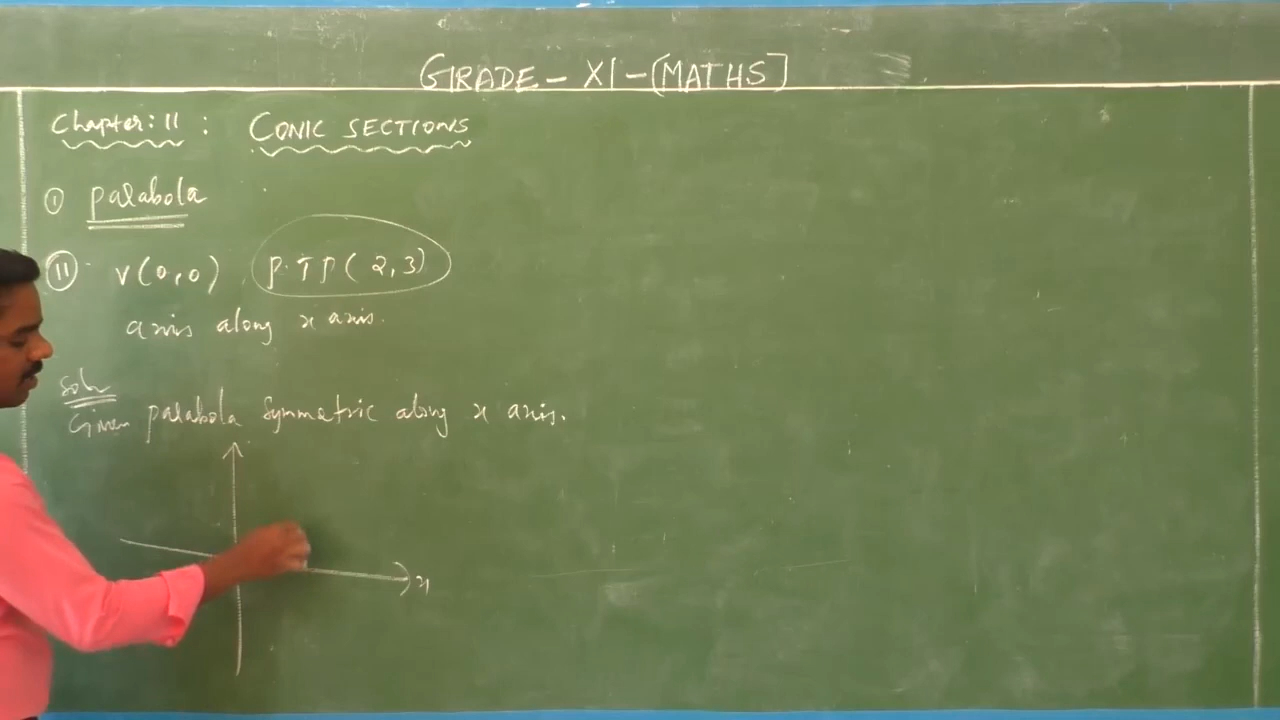 GRADE - XI - [MATHS]
Chapter: 11 : CONIC SECTIONS
① parabola
⑪ V(0,0) P.T P(2,3)
axis along x axis.
Soln
Given parabola Symmetric along x axis.
x